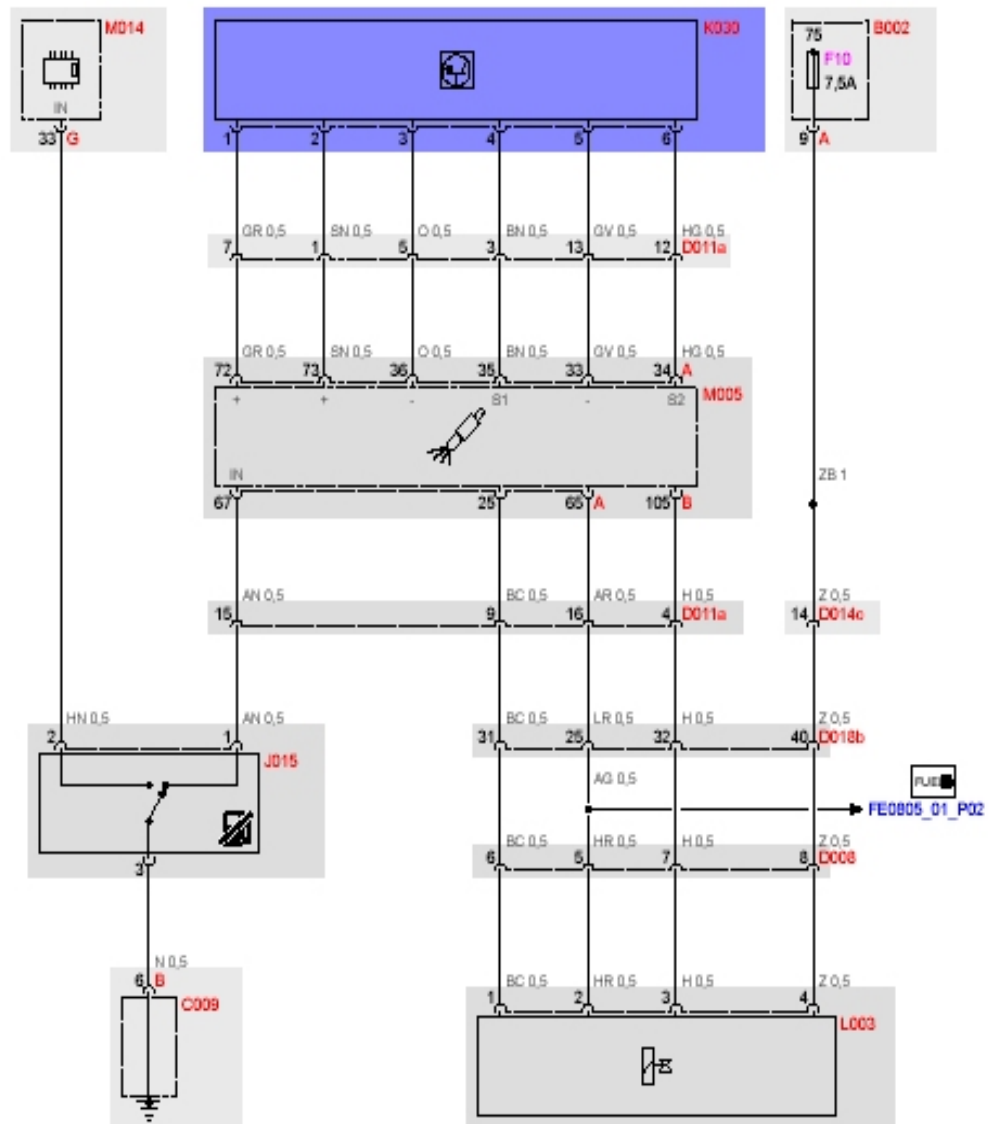 M014 K030 75 B002
F10
7,5A
IN
33 G 1 2 3 4 5 6 9 A
GR 0,5 SN 0,5 O 0,5 BN 0,5 GV 0,5 HG 0,5
7 1 5 3 13 12 D011a
GR 0,5 SN 0,5 O 0,5 BN 0,5 GV 0,5 HG 0,5
72 73 36 35 33 34 A
M005
+ + - S1 - S2
IN ZB 1
67 25 65 A 105 B
AN 0,5 BC 0,5 AR 0,5 H 0,5 Z 0,5
15 9 16 4 D011a 14 D014c
HN 0,5 AN 0,5 BC 0,5 LR 0,5 H 0,5 Z 0,5
2 1 31 25 32 40 D018b
J015
AG 0,5 FUEL
FE0805_01_P02
BC 0,5 HR 0,5 H 0,5 Z 0,5
3 6 5 7 8 D008
N 0,5
6 B BC 0,5 HR 0,5 H 0,5 Z 0,5
C009 1 2 3 4
L003